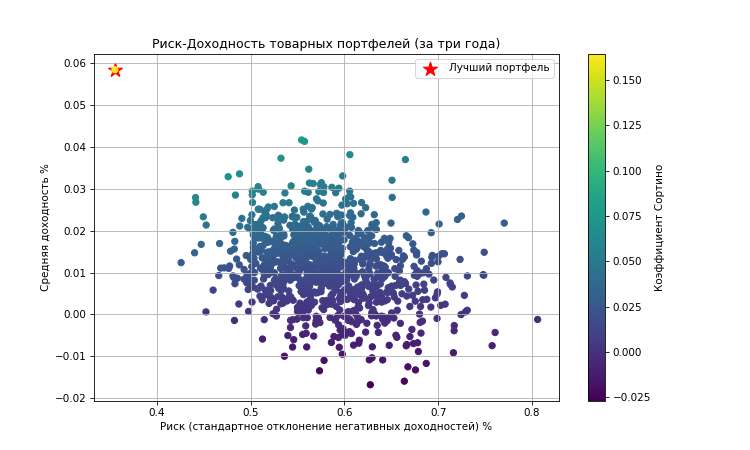 Риск-Доходность товарных портфелей (за три года)
Лучший портфель
Средняя доходность %
0.06
0.05
0.04
0.03
0.02
0.01
0.00
−0.01
−0.02
0.4 0.5 0.6 0.7 0.8
Риск (стандартное отклонение негативных доходностей) %
0.150
0.125
0.100
0.075
0.050
0.025
0.000
−0.025
Коэффициент Сортино